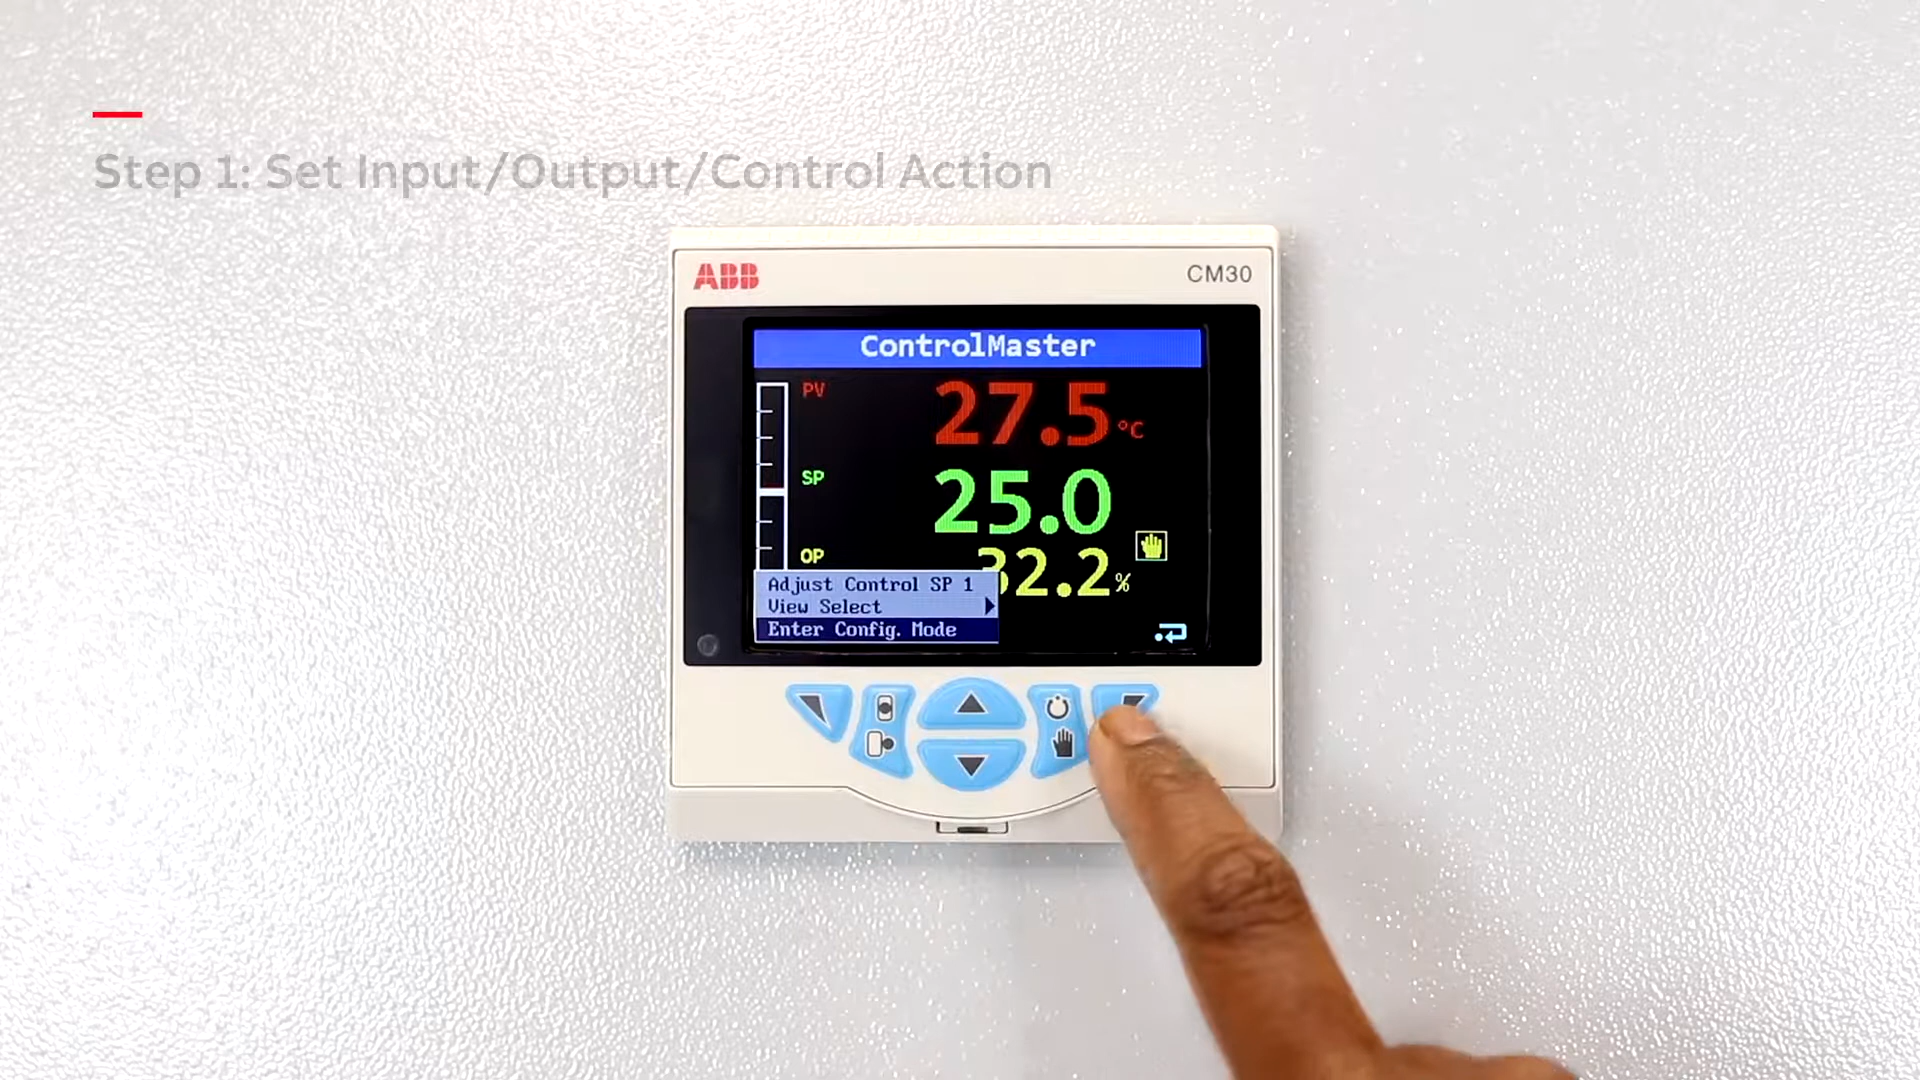 Step 1: Set Input/Output/Control Action
ABB
CM30
ControlMaster
PV
27.5 °C
SP
25.0
OP
32.2 %
Adjust Control SP 1
View Select
Enter Config. Mode